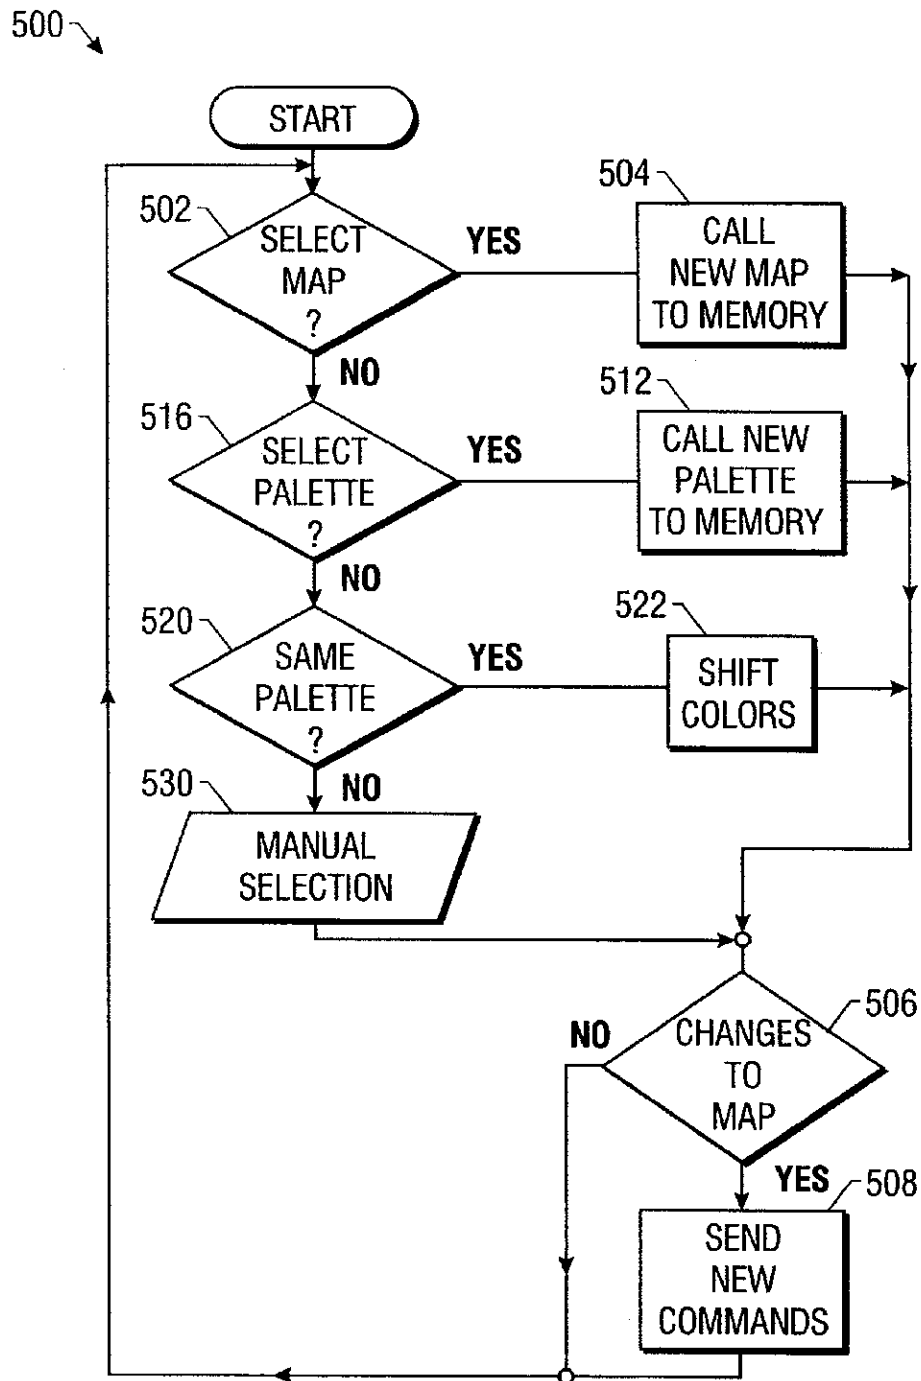 500
START
502
SELECT
MAP
?
YES
504
CALL
NEW MAP
TO MEMORY
NO
516
SELECT
PALETTE
?
YES
512
CALL NEW
PALETTE
TO MEMORY
NO
520
SAME
PALETTE
?
YES
522
SHIFT
COLORS
NO
530
MANUAL
SELECTION
506
CHANGES
TO
MAP
NO
YES
508
SEND
NEW
COMMANDS